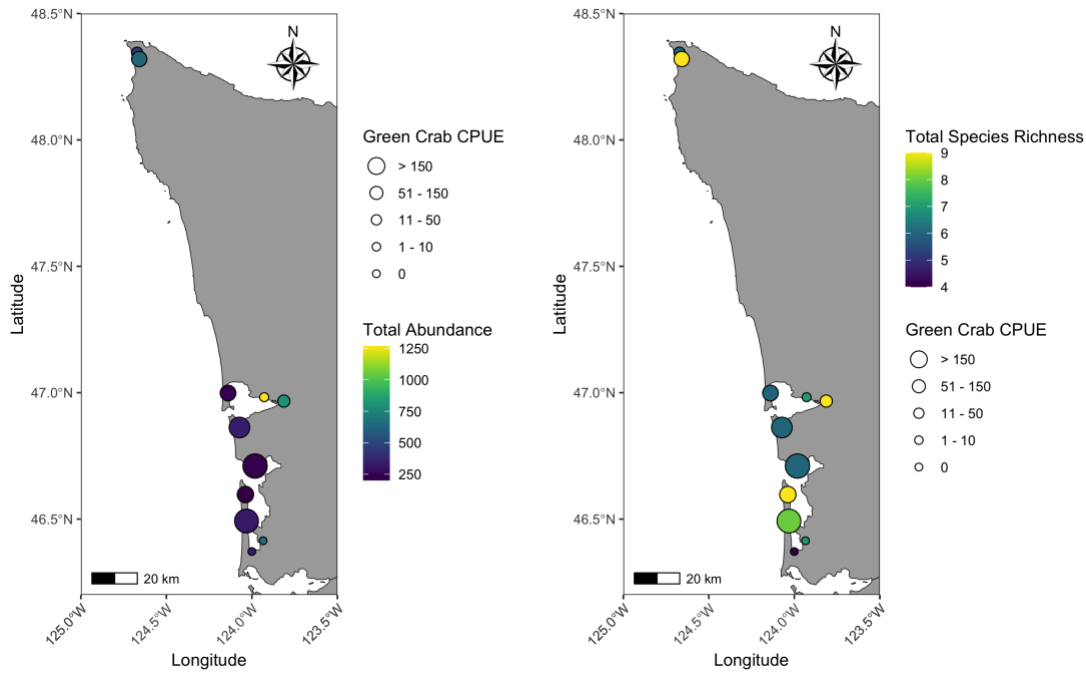 48.5°N
48.0°N
47.5°N
47.0°N
46.5°N
Latitude
N
20 km
125.0°W
124.5°W
124.0°W
123.5°W
Longitude
Green Crab CPUE
> 150
51 - 150
11 - 50
1 - 10
0
Total Abundance
1250
1000
750
500
250
48.5°N
48.0°N
47.5°N
47.0°N
46.5°N
Latitude
N
20 km
125.0°W
124.5°W
124.0°W
123.5°W
Longitude
Total Species Richness
9
8
7
6
5
4
Green Crab CPUE
> 150
51 - 150
11 - 50
1 - 10
0